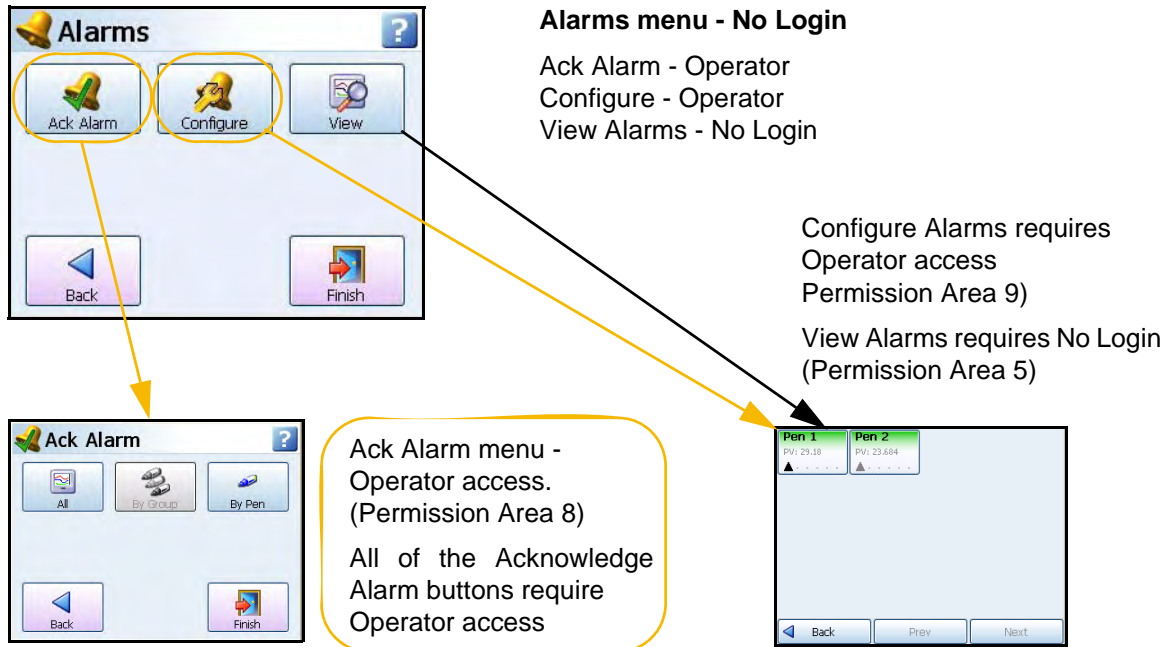 Alarms
?
Ack Alarm
Configure
View
Back
Finish
Alarms menu - No Login
Ack Alarm - Operator
Configure - Operator
View Alarms - No Login
Configure Alarms requires
Operator access
Permission Area 9)
View Alarms requires No Login
(Permission Area 5)
Ack Alarm
?
All
By Group
By Pen
Back
Finish
Ack Alarm menu -
Operator access.
(Permission Area 8)
All of the Acknowledge
Alarm buttons require
Operator access
Pen 1
PV: 29.18
Pen 2
PV: 23.684
Back
Prev
Next